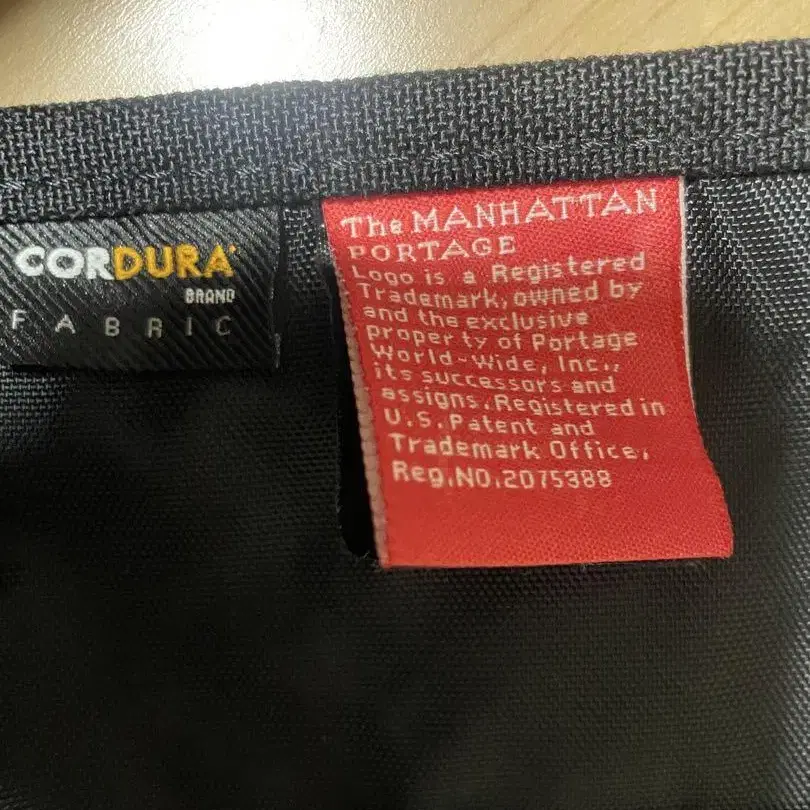 CORDURA
BRAND
FABRIC
The MANHATTAN
PORTAGE
Logo is a Registered
Trademark, owned by
and the exclusive
property of Portage
World-Wide, Inc.,
its successors and
assigns. Registered in
U.S. Patent and
Trademark Office,
Reg.NO.2075388